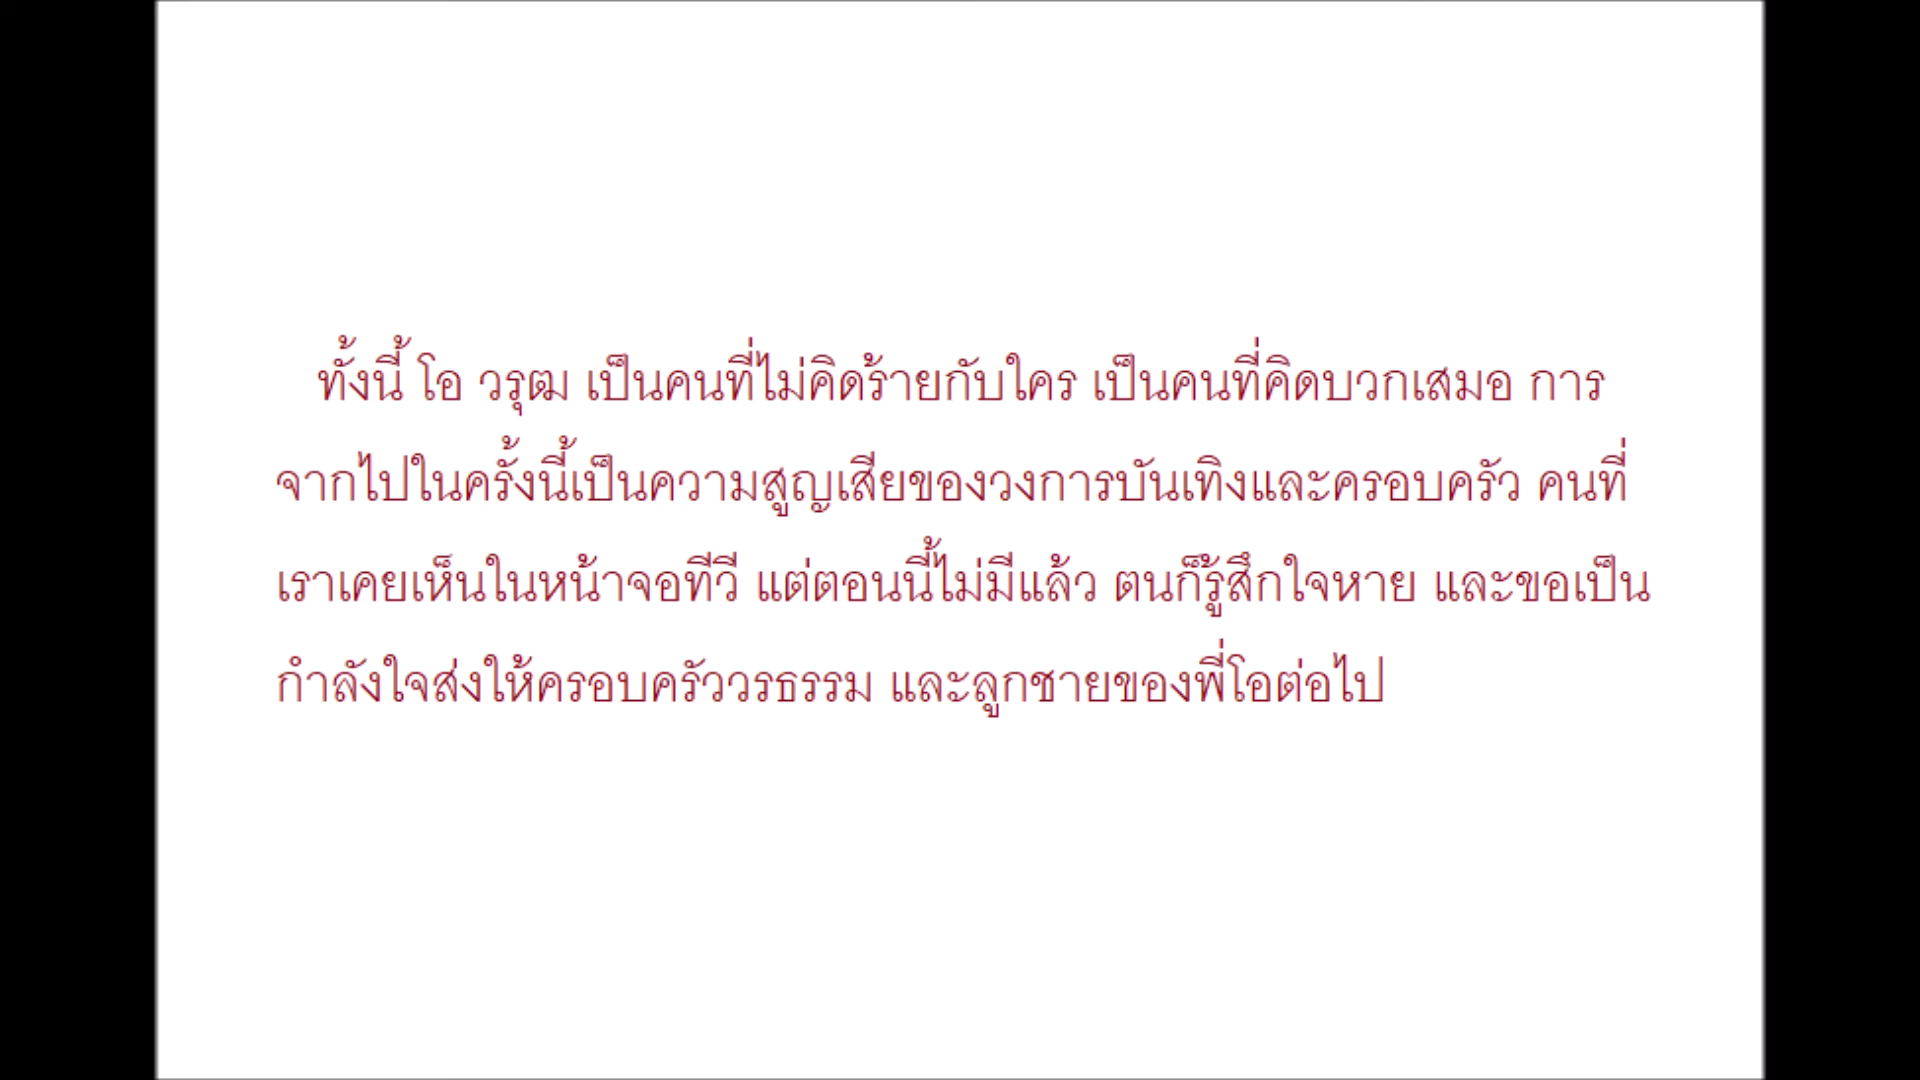 ทั้งนี้ โอ วรุฒ เป็นคนที่ไม่คิดร้ายกับใคร เป็นคนที่คิดบวกเสมอ การ
จากไปในครั้งนี้เป็นความสูญเสียของวงการบันเทิงและครอบครัว คนที่
เราเคยเห็นในหน้าจอทีวี แต่ตอนนี้ไม่มีแล้ว ตนก็รู้สึกใจหาย และขอเป็น
กำลังใจส่งให้ครอบครัววรธรรม และลูกชายของพี่โอต่อไป